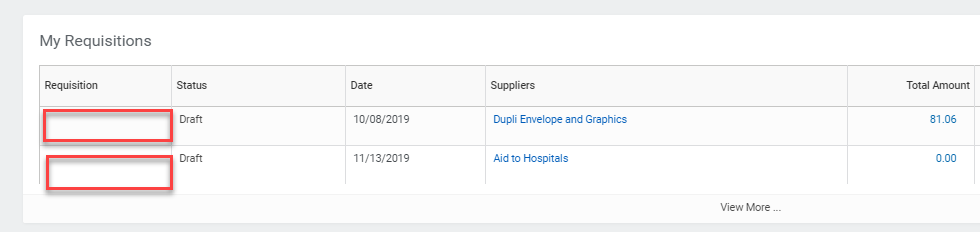 My Requisitions
Requisition Status Date Suppliers Total Amount
Draft 10/08/2019 Dupli Envelope and Graphics 81.06
Draft 11/13/2019 Aid to Hospitals 0.00
View More ...